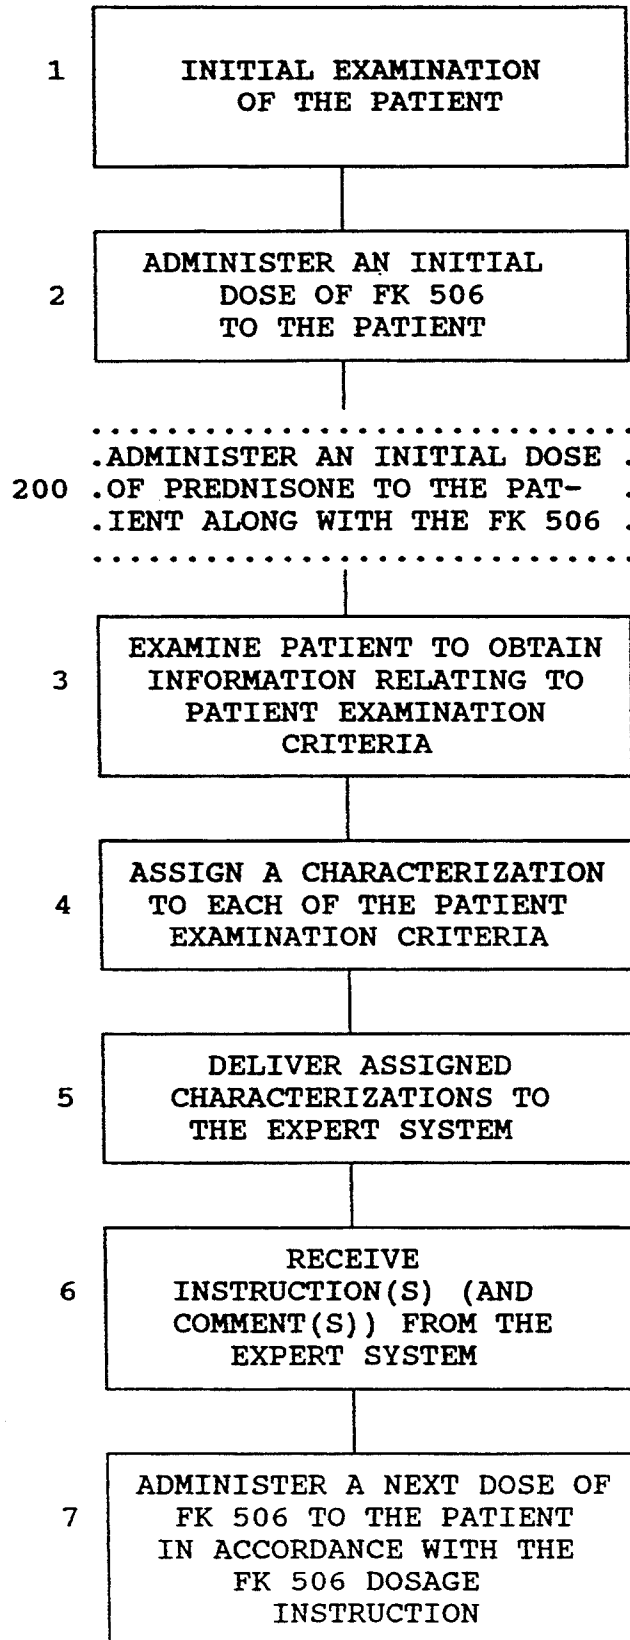 1 INITIAL EXAMINATION
OF THE PATIENT
ADMINISTER AN INITIAL
2 DOSE OF FK 506
TO THE PATIENT
ADMINISTER AN INITIAL DOSE
200 OF PREDNISONE TO THE PAT-
IENT ALONG WITH THE FK 506
EXAMINE PATIENT TO OBTAIN
3 INFORMATION RELATING TO
PATIENT EXAMINATION
CRITERIA
ASSIGN A CHARACTERIZATION
4 TO EACH OF THE PATIENT
EXAMINATION CRITERIA
DELIVER ASSIGNED
5 CHARACTERIZATIONS TO
THE EXPERT SYSTEM
RECEIVE
6 INSTRUCTION(S) (AND
COMMENT(S)) FROM THE
EXPERT SYSTEM
ADMINISTER A NEXT DOSE OF
7 FK 506 TO THE PATIENT
IN ACCORDANCE WITH THE
FK 506 DOSAGE
INSTRUCTION